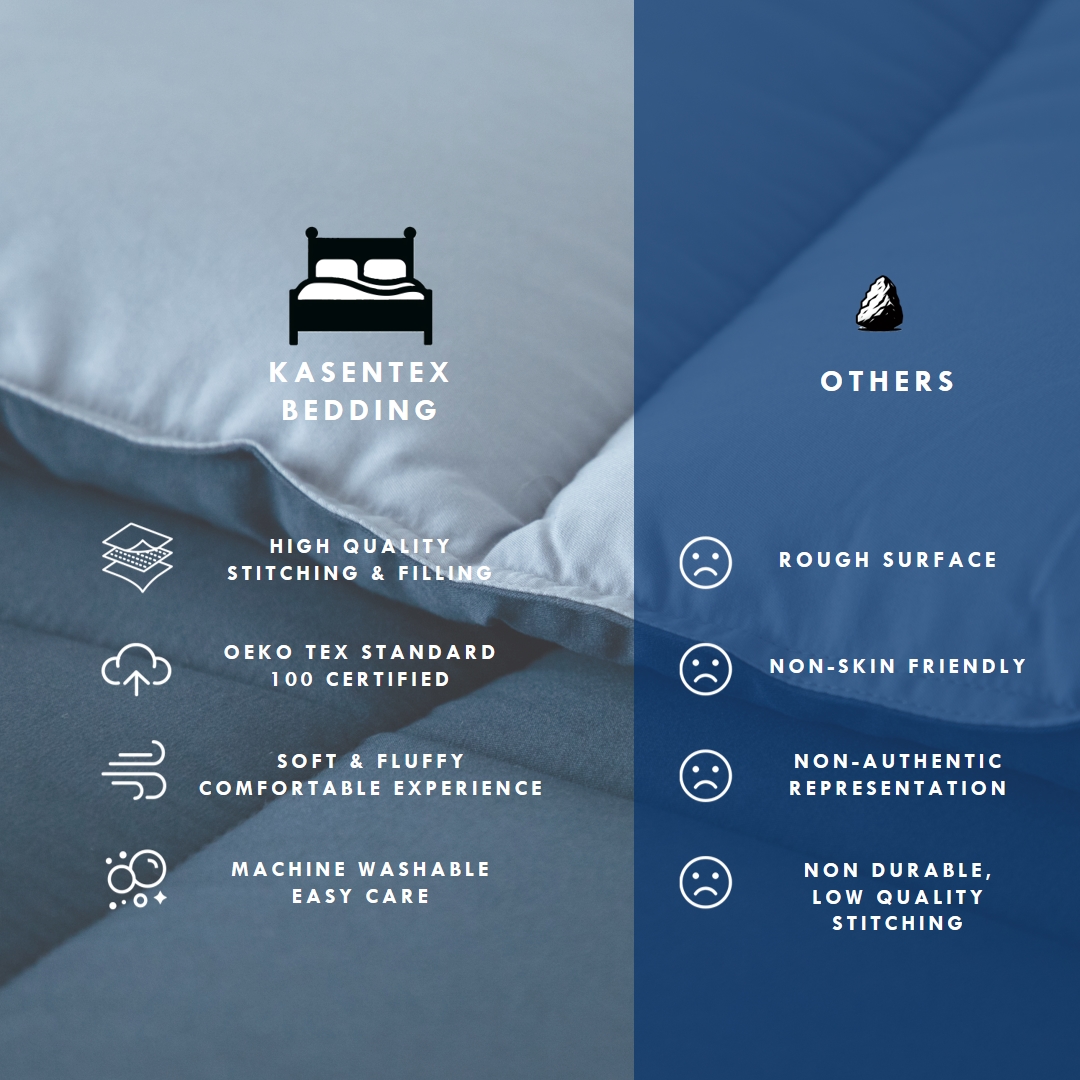 KASENTEX
BEDDING
HIGH QUALITY
STITCHING & FILLING
OEKO TEX STANDARD
100 CERTIFIED
SOFT & FLUFFY
COMFORTABLE EXPERIENCE
MACHINE WASHABLE
EASY CARE
OTHERS
ROUGH SURFACE
NON-SKIN FRIENDLY
NON-AUTHENTIC
REPRESENTATION
NON DURABLE,
LOW QUALITY
STITCHING